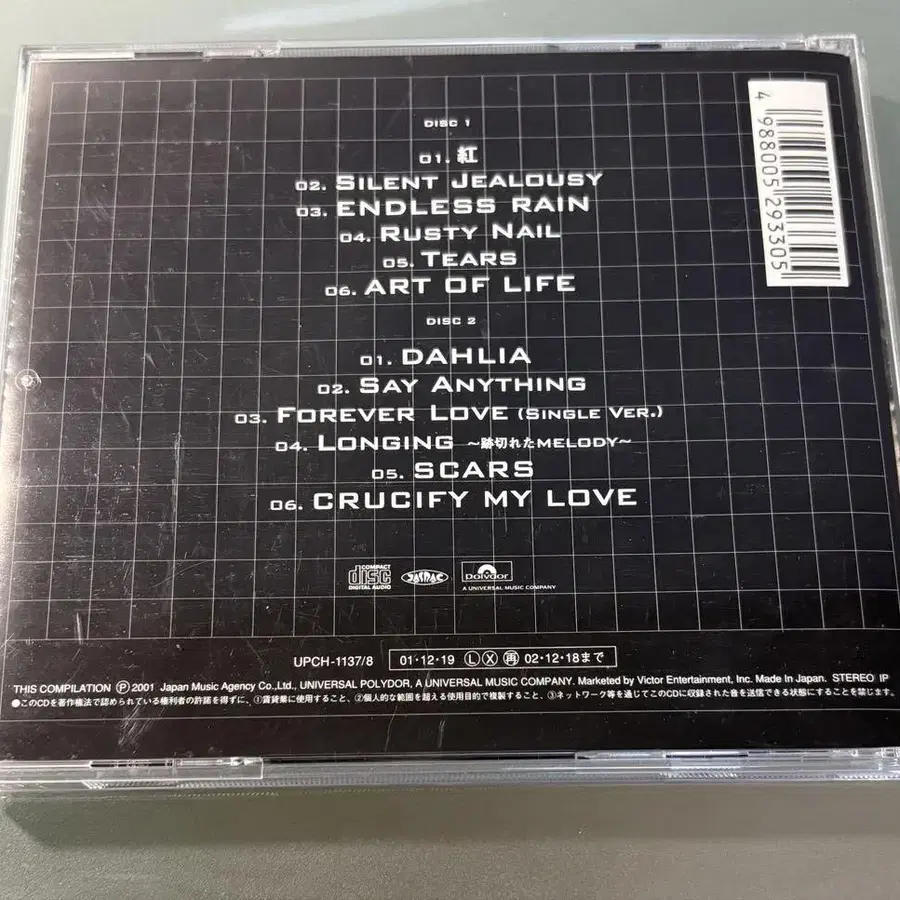 DISC 1
01. 紅
02. SILENT JEALOUSY
03. ENDLESS RAIN
04. RUSTY NAIL
05. TEARS
06. ART OF LIFE
DISC 2
01. DAHLIA
02. SAY ANYTHING
03. FOREVER LOVE (SINGLE VER.)
04. LONGING ～跡切れたMELODY～
05. SCARS
06. CRUCIFY MY LOVE
4 988005 293305
COMPACT
disc
DIGITAL AUDIO
JASRAC
polydor
A UNIVERSAL MUSIC COMPANY
UPCH-1137/8 01・12・19 Ⓛ Ⓧ ㊢ 02・12・18まで
THIS COMPILATION Ⓟ 2001 Japan Music Agency Co.,Ltd., UNIVERSAL POLYDOR, A UNIVERSAL MUSIC COMPANY. Marketed by Victor Entertainment, Inc. Made In Japan. STEREO IP
●このCDを著作権法で認められている権利者の許諾を得ずに、①賃貸業に使用すること、②個人的な範囲を超える使用目的で複製すること、③ネットワーク等を通じてこのCDに収録された音を送信できる状態にすることを禁じます。